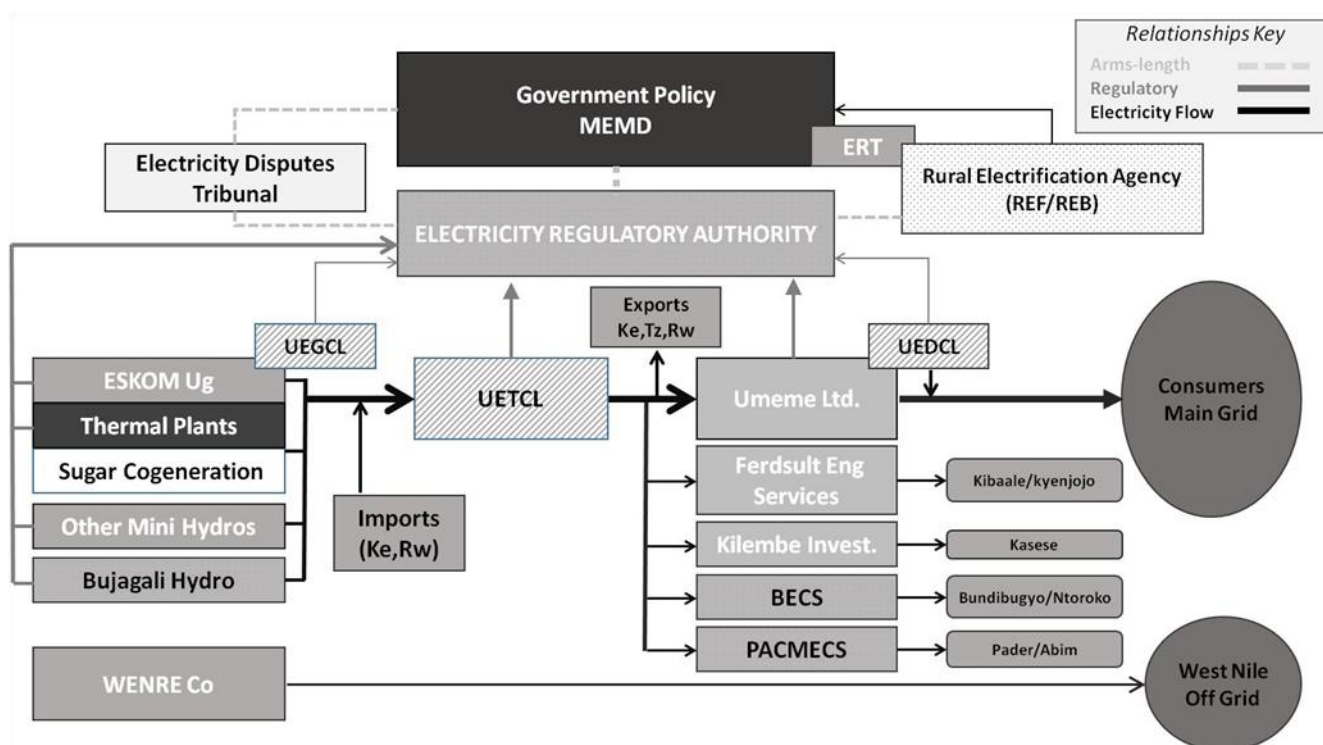 Relationships Key
Arms-length
Regulatory
Electricity Flow
Government Policy
MEMD
ERT
Electricity Disputes
Tribunal
Rural Electrification Agency
(REF/REB)
ELECTRICITY REGULATORY AUTHORITY
Exports
Ke,Tz,Rw
UEGCL
UEDCL
ESKOM Ug
Thermal Plants
Sugar Cogeneration
Other Mini Hydros
Bujagali Hydro
UETCL
Umeme Ltd.
Consumers
Main Grid
Imports
(Ke,Rw)
Ferdsult Eng
Services
Kibaale/kyenjojo
Kilembe Invest.
Kasese
BECS
Bundibugyo/Ntoroko
PACMECS
Pader/Abim
WENRE Co
West Nile
Off Grid